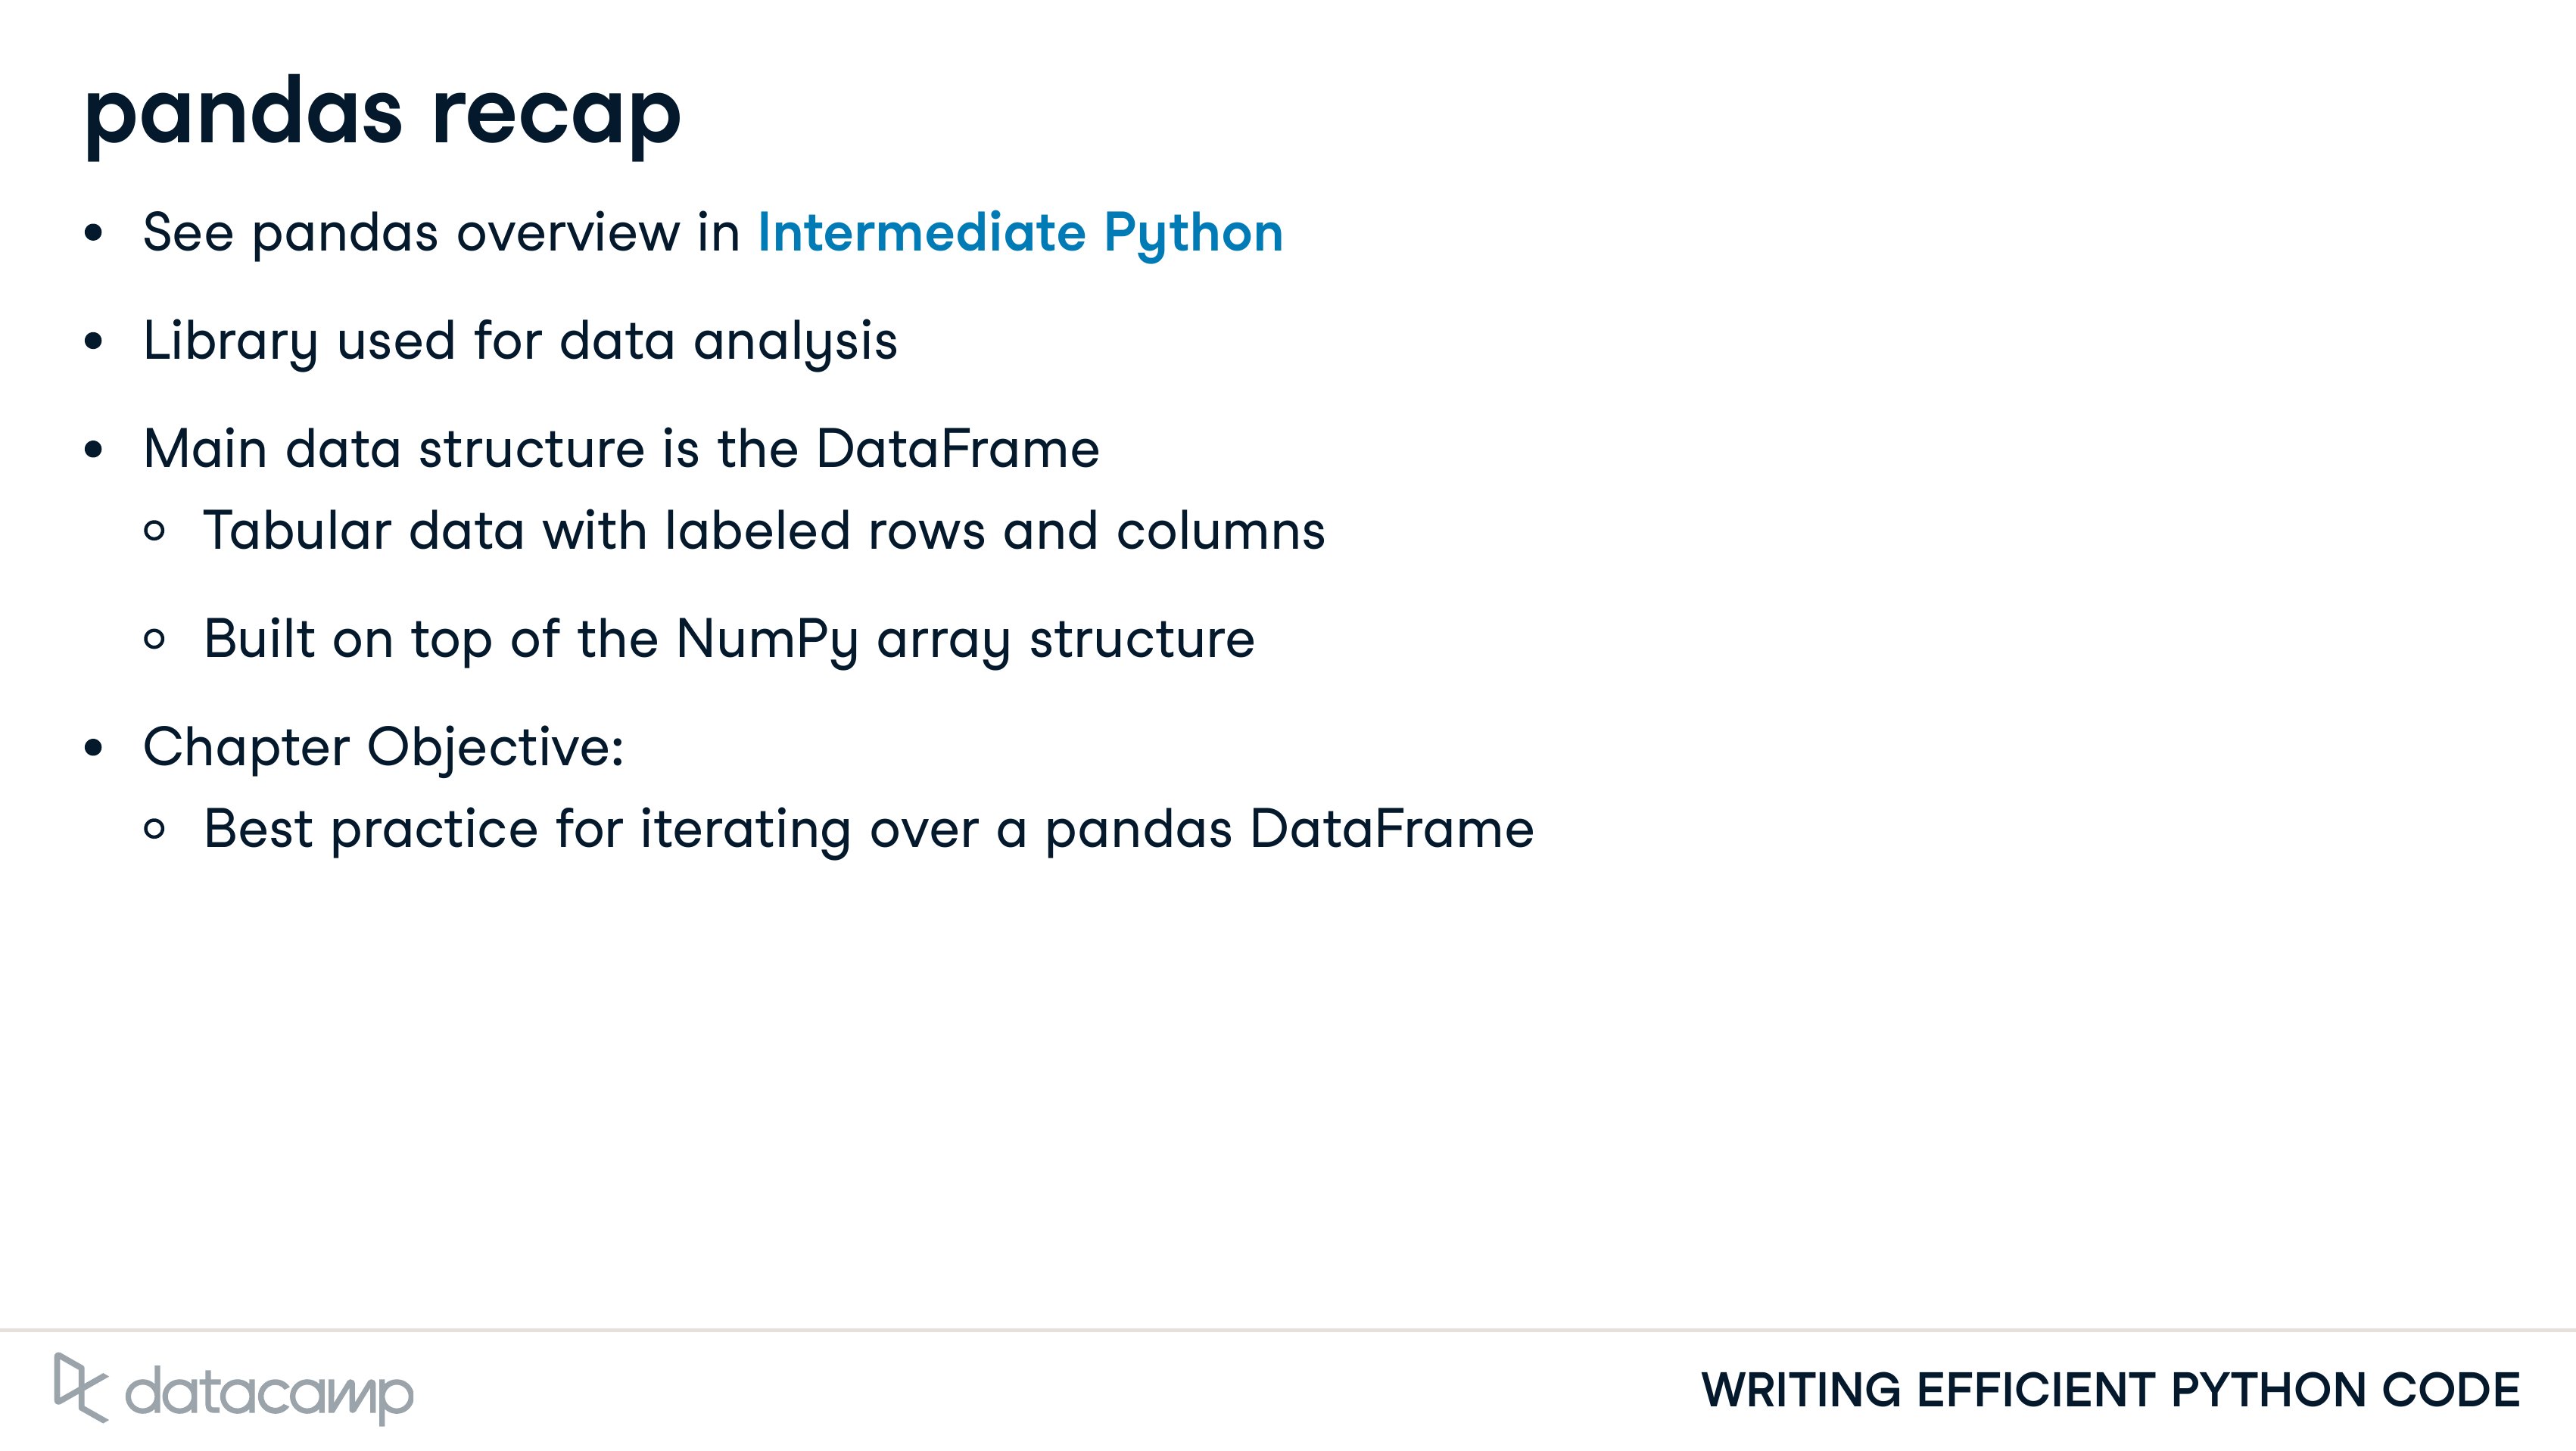 pandas recap
• See pandas overview in Intermediate Python
• Library used for data analysis
• Main data structure is the DataFrame
○ Tabular data with labeled rows and columns
○ Built on top of the NumPy array structure
• Chapter Objective:
○ Best practice for iterating over a pandas DataFrame
datacamp
WRITING EFFICIENT PYTHON CODE